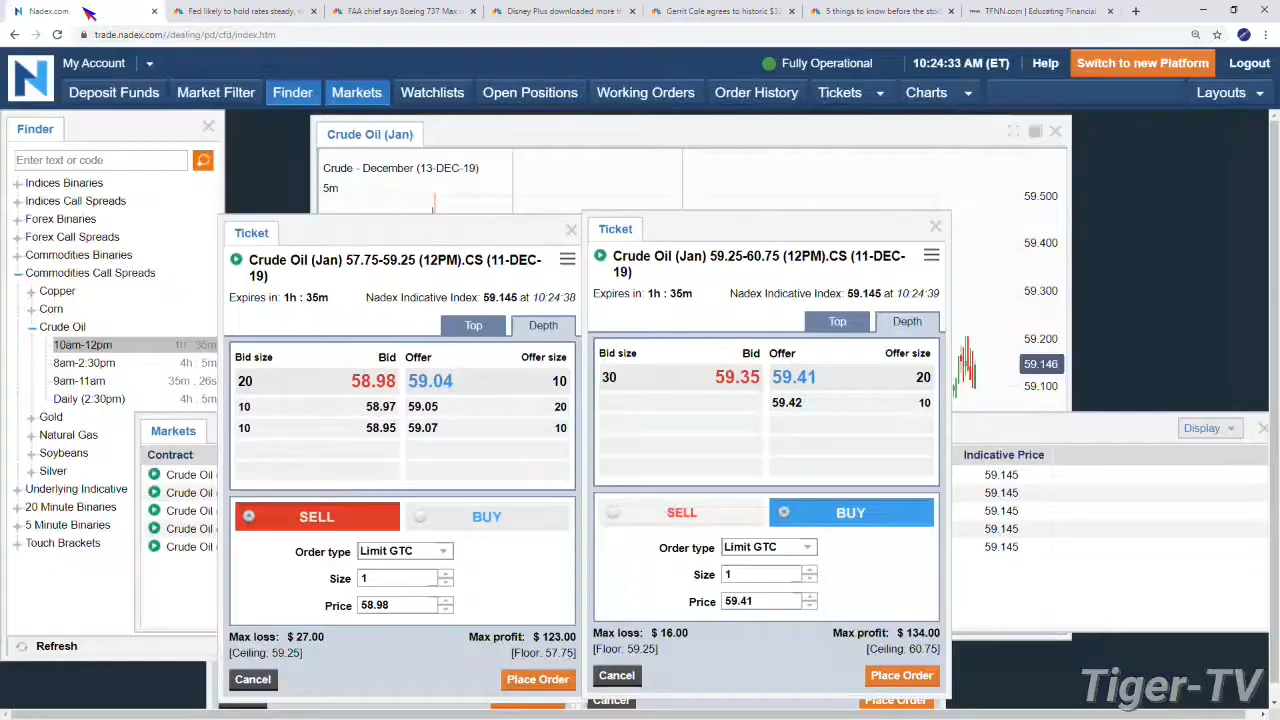 Nadex.com
Fed likely to hold rates steady, w
FAA chief says Boeing 737 Max
Disney Plus downloaded more th
Gerrit Cole agrees to historic $32
5 things to know before the stoc
TFNN.com | Educating Financial
trade.nadex.com//dealing/pd/cfd/index.htm
My Account
Fully Operational
10:24:33 AM (ET)
Help
Switch to new Platform
Logout
Deposit Funds
Market Filter
Finder
Markets
Watchlists
Open Positions
Working Orders
Order History
Tickets
Charts
Layouts
Finder
Enter text or code
Indices Binaries
Indices Call Spreads
Forex Binaries
Forex Call Spreads
Commodities Binaries
Commodities Call Spreads
Copper
Corn
Crude Oil
10am-12pm 1h : 35m
8am-2:30pm 4h . 5m
9am-11am 35m . 26s
Daily (2:30pm) 4h . 5m
Gold
Natural Gas
Soybeans
Silver
Underlying Indicative
20 Minute Binaries
5 Minute Binaries
Touch Brackets
Refresh
Crude Oil (Jan)
Crude - December (13-DEC-19)
5m
59.500
59.400
59.300
59.200
59.146
59.100
Ticket
Crude Oil (Jan) 57.75-59.25 (12PM).CS (11-DEC-
19)
Expires in: 1h : 35m Nadex Indicative Index: 59.145 at 10:24:38
Top Depth
Bid size Bid Offer Offer size
20 58.98 59.04 10
10 58.97 59.05 20
10 58.95 59.07 10
SELL BUY
Order type Limit GTC
Size 1
Price 58.98
Max loss: $ 27.00 Max profit: $ 123.00
[Ceiling: 59.25] [Floor: 57.75]
Cancel Place Order
Ticket
Crude Oil (Jan) 59.25-60.75 (12PM).CS (11-DEC-
19)
Expires in: 1h : 35m Nadex Indicative Index: 59.145 at 10:24:39
Top Depth
Bid size Bid Offer Offer size
30 59.35 59.41 20
59.42 10
SELL BUY
Order type Limit GTC
Size 1
Price 59.41
Max loss: $ 16.00 Max profit: $ 134.00
[Floor: 59.25] [Ceiling: 60.75]
Cancel Place Order
Cancel Place Order
Markets
Display
Contract Indicative Price
Crude Oil 59.145
Crude Oil 59.145
Crude Oil 59.145
Crude Oil 59.145
Crude Oil 59.145
Tiger-TV